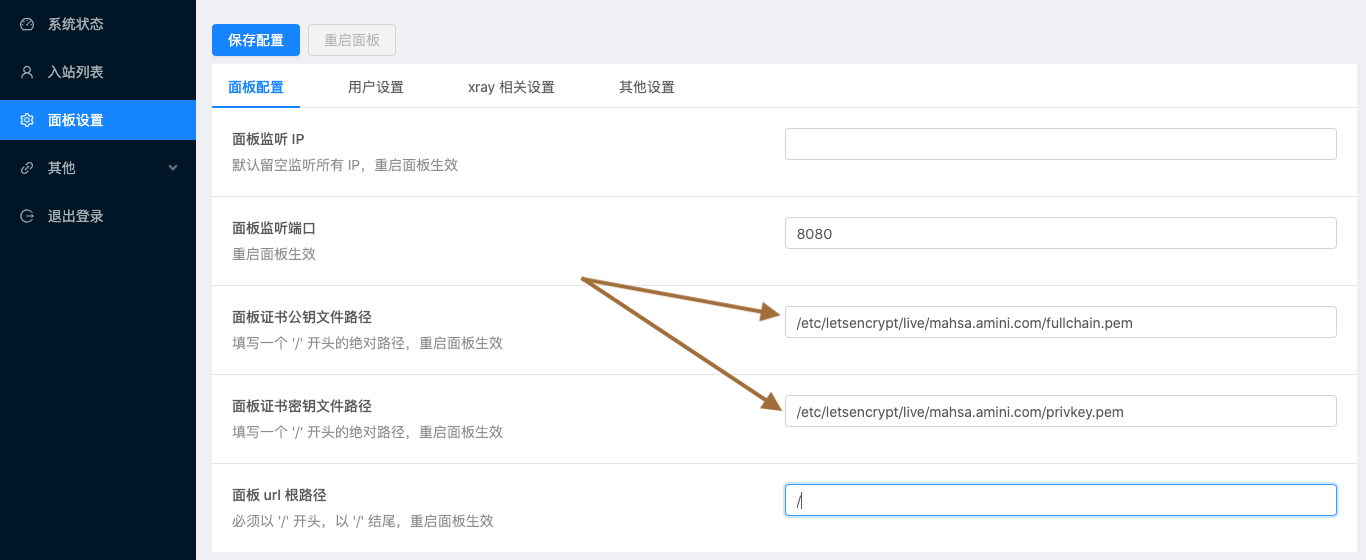 系统状态
入站列表
面板设置
其他
退出登录
保存配置 重启面板
面板配置 用户设置 xray 相关设置 其他设置
面板监听 IP
默认留空监听所有 IP，重启面板生效
面板监听端口
重启面板生效
8080
面板证书公钥文件路径
填写一个 '/' 开头的绝对路径，重启面板生效
/etc/letsencrypt/live/mahsa.amini.com/fullchain.pem
面板证书密钥文件路径
填写一个 '/' 开头的绝对路径，重启面板生效
/etc/letsencrypt/live/mahsa.amini.com/privkey.pem
面板 url 根路径
必须以 '/' 开头，以 '/' 结尾，重启面板生效
/